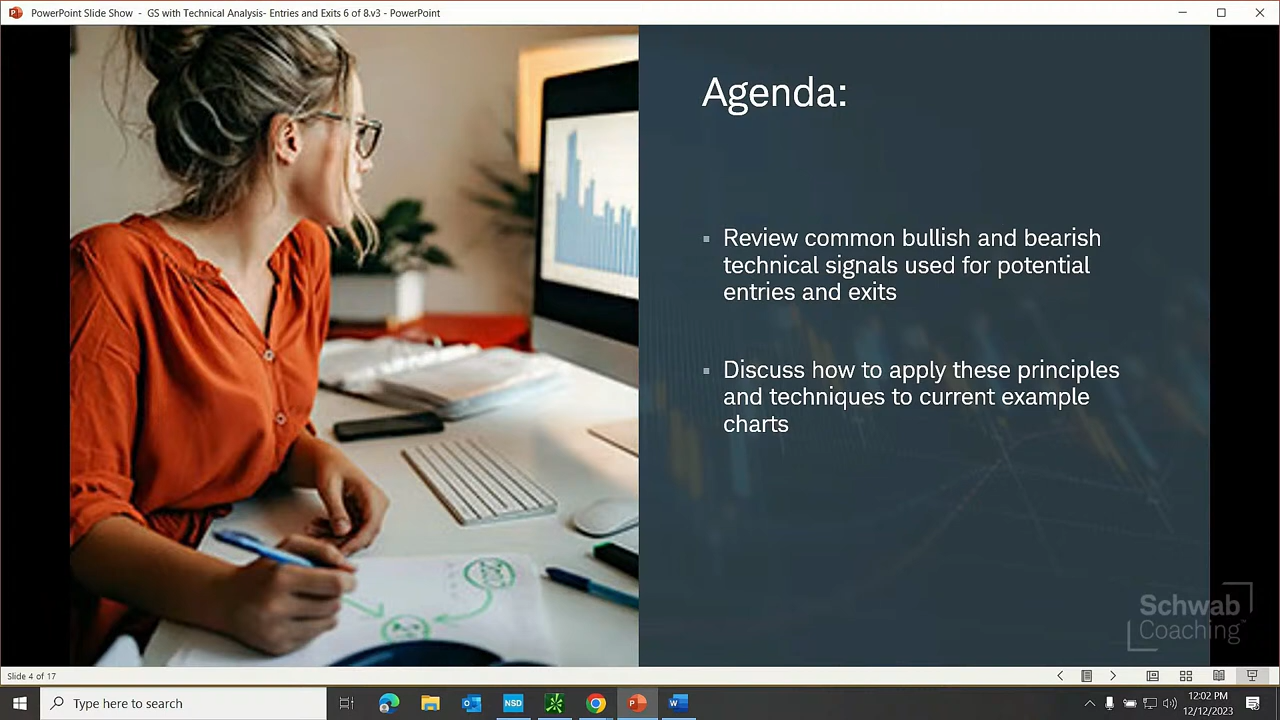 PowerPoint Slide Show - GS with Technical Analysis- Entries and Exits 6 of 8.v3 - PowerPoint
Agenda:
Review common bullish and bearish
technical signals used for potential
entries and exits
Discuss how to apply these principles
and techniques to current example
charts
Schwab
Coaching™
Slide 4 of 17
Type here to search
NSD
12:02 PM
12/12/2023